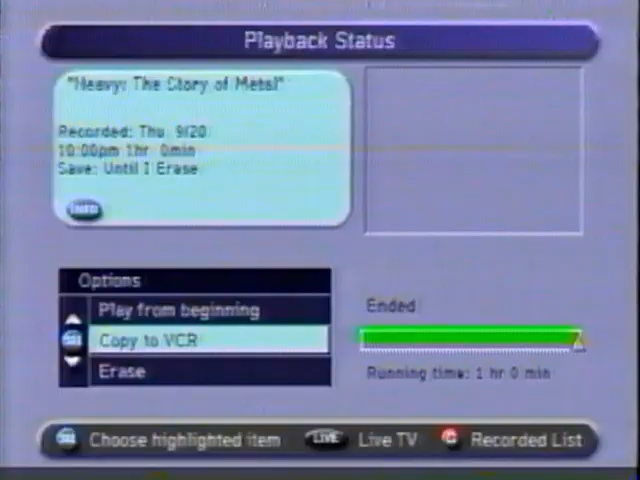 Playback Status
"Heavy: The Story of Metal"
Recorded: Thu 9/20
10:00pm 1hr 0min
Save: Until I Erase
Options
Play from beginning
Copy to VCR
Erase
Ended
Running time: 1 hr 0 min
Choose highlighted item
LIVE
Live TV
Recorded List